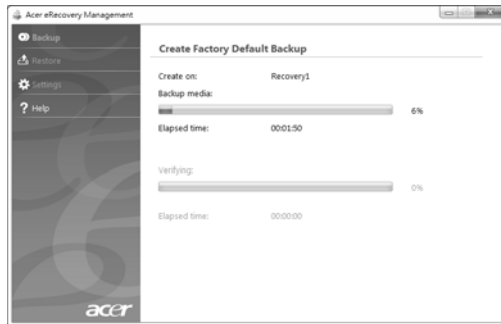 Acer eRecovery Management
Backup
Restore
Settings
? Help
Create Factory Default Backup
Create on: Recovery1
Backup media:
6%
Elapsed time: 00:01:50
Verifying:
0%
Elapsed time: 00:00:00
acer